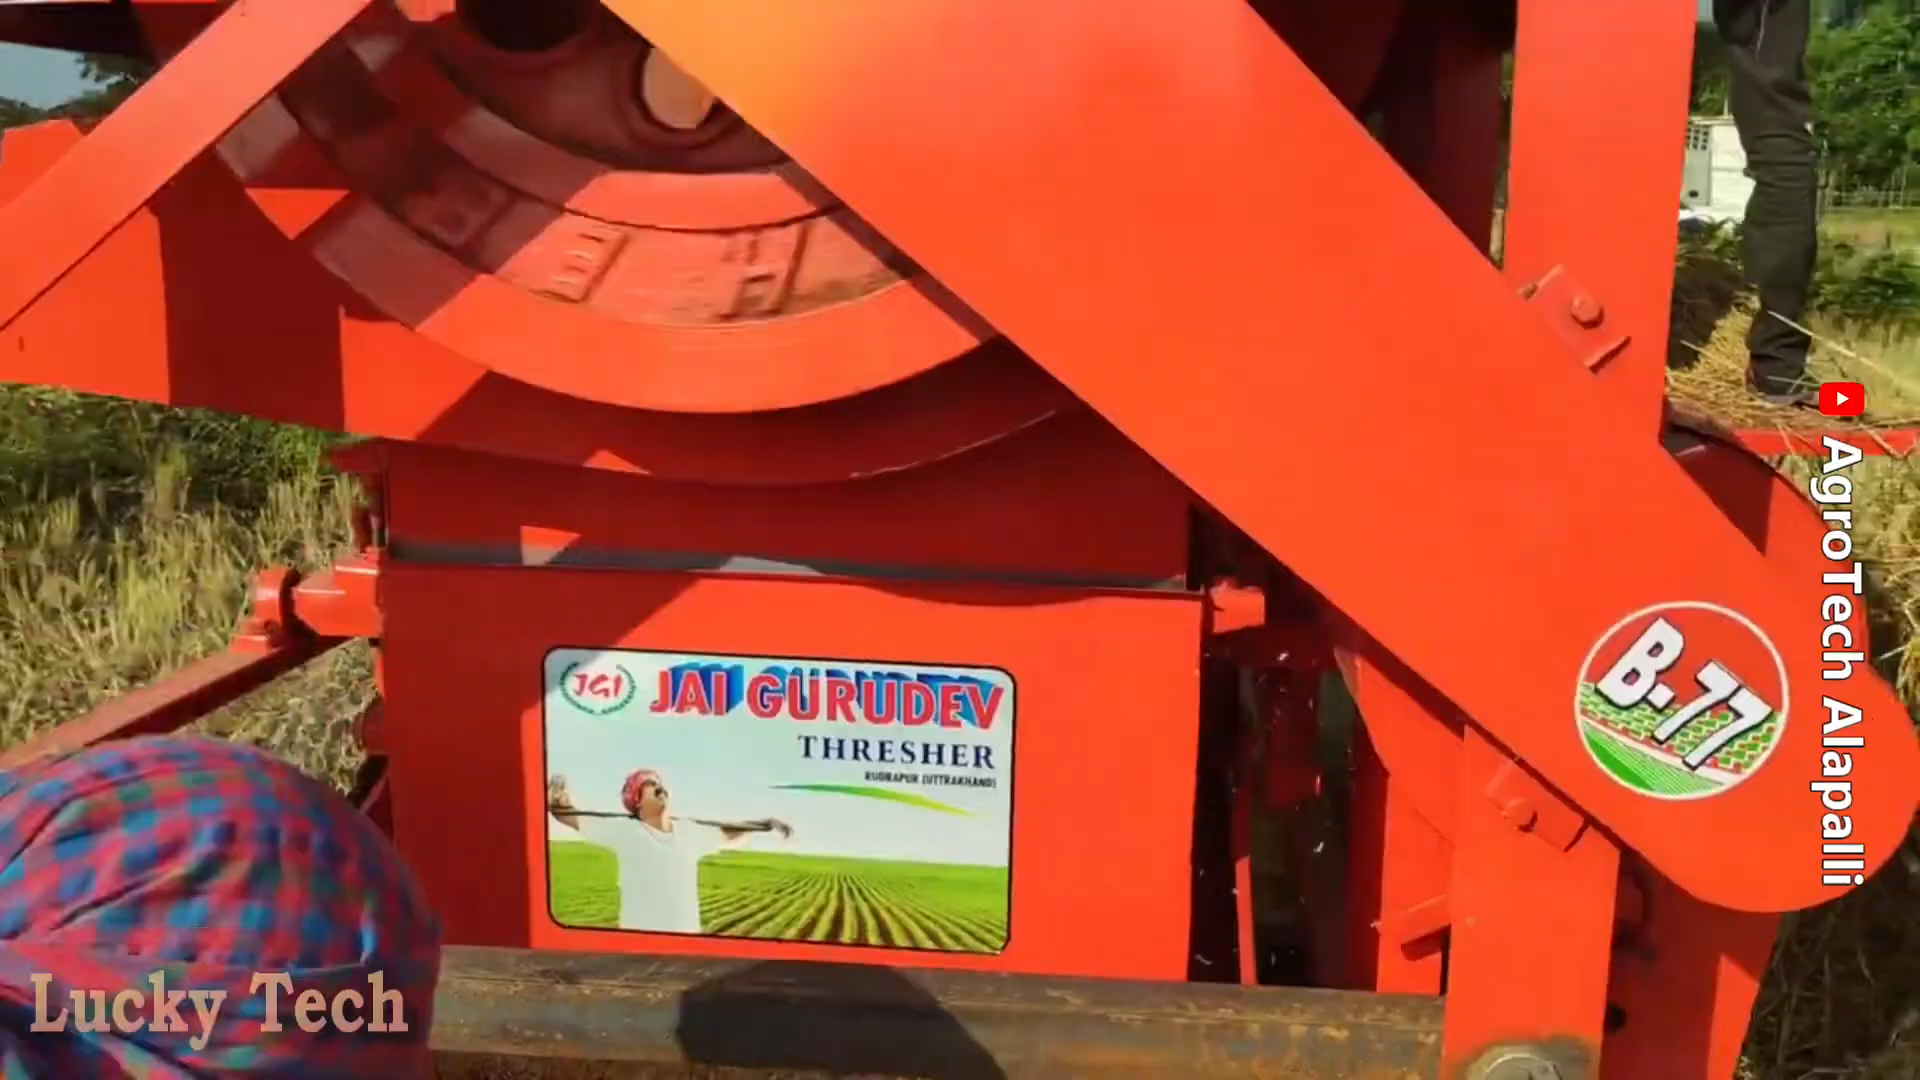 JGI
JAI GURUDEV
THRESHER
RUDRAPUR (UTTRAKHAND)
B-77
AgroTech Alapalli
Lucky Tech